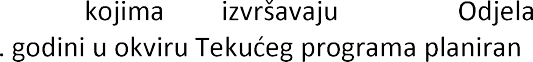 kojima izvršavaju Odjela
. godini u okviru Tekućeg programa planiran